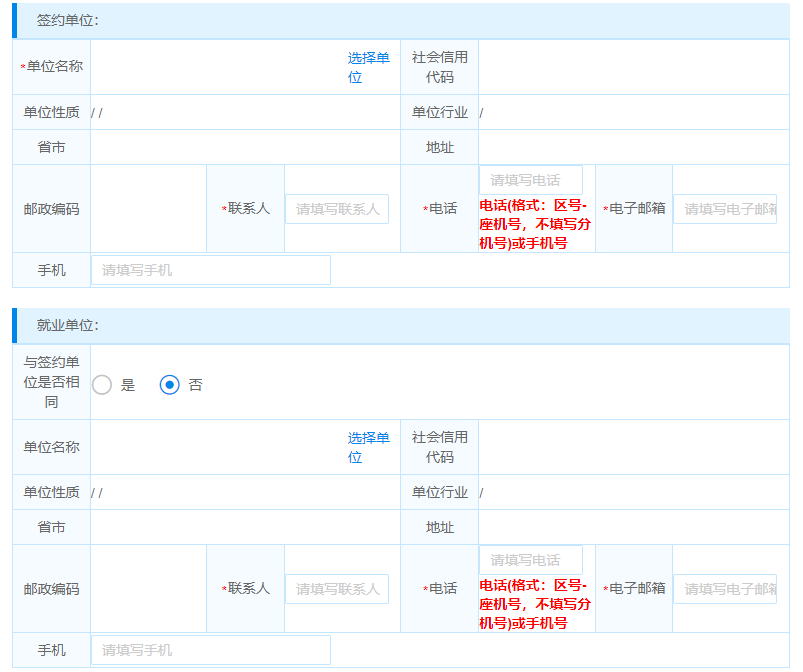 签约单位：
*单位名称
选择单
位
社会信用
代码
单位性质
/ /
单位行业
/
省市
地址
邮政编码
*联系人
请填写联系人
*电话
请填写电话
电话(格式：区号-
座机号，不填写分
机号)或手机号
*电子邮箱
请填写电子邮箱
手机
请填写手机
就业单位：
与签约单
位是否相
同
是
否
单位名称
选择单
位
社会信用
代码
单位性质
/ /
单位行业
/
省市
地址
邮政编码
*联系人
请填写联系人
*电话
请填写电话
电话(格式：区号-
座机号，不填写分
机号)或手机号
*电子邮箱
请填写电子邮箱
手机
请填写手机